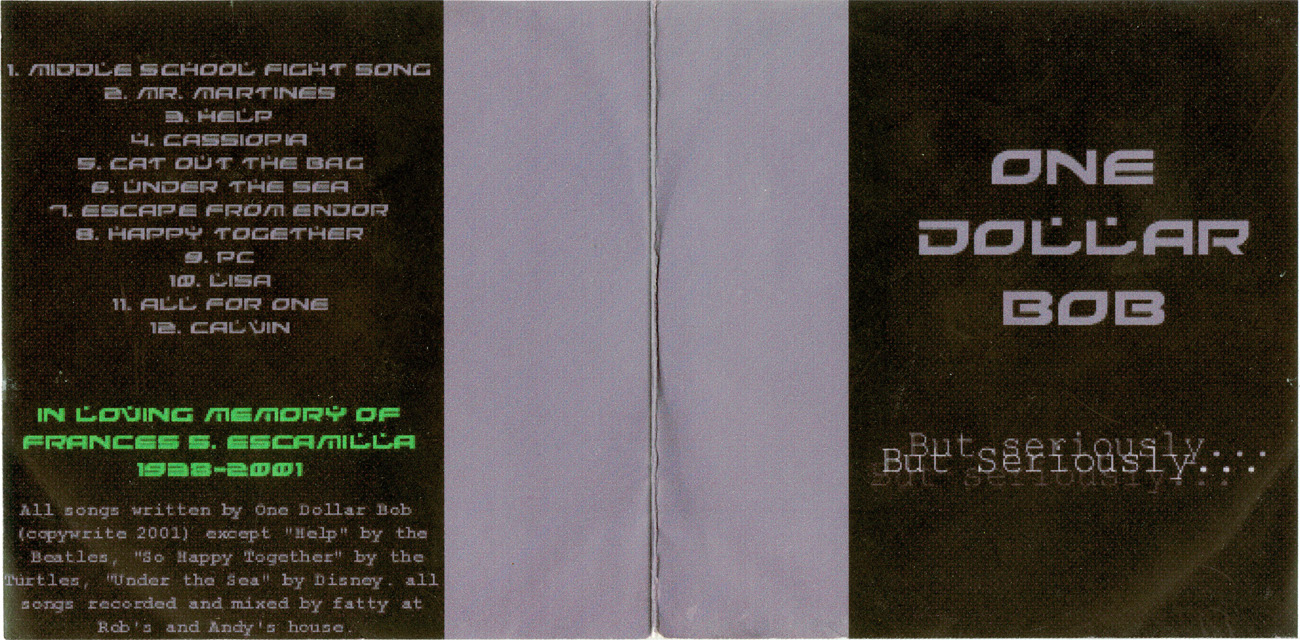 1. MIDDLE SCHOOL FIGHT SONG
2. MR. MARTINES
3. HELP
4. CASSIOPIA
5. CAT OUT THE BAG
6. UNDER THE SEA
7. ESCAPE FROM ENDOR
8. HAPPY TOGETHER
9. PC
10. LISA
11. ALL FOR ONE
12. CALVIN
IN LOVING MEMORY OF
FRANCES S. ESCAMILLA
1938-2001
All songs written by One Dollar Bob
(copywrite 2001) except "Help" by the
Beatles, "So Happy Together" by the
Turtles, "Under the Sea" by Disney. all
songs recorded and mixed by fatty at
Rob's and Andy's house.
ONE
DOLLAR
BOB
But seriously...
But Seriously...
But Seriously...